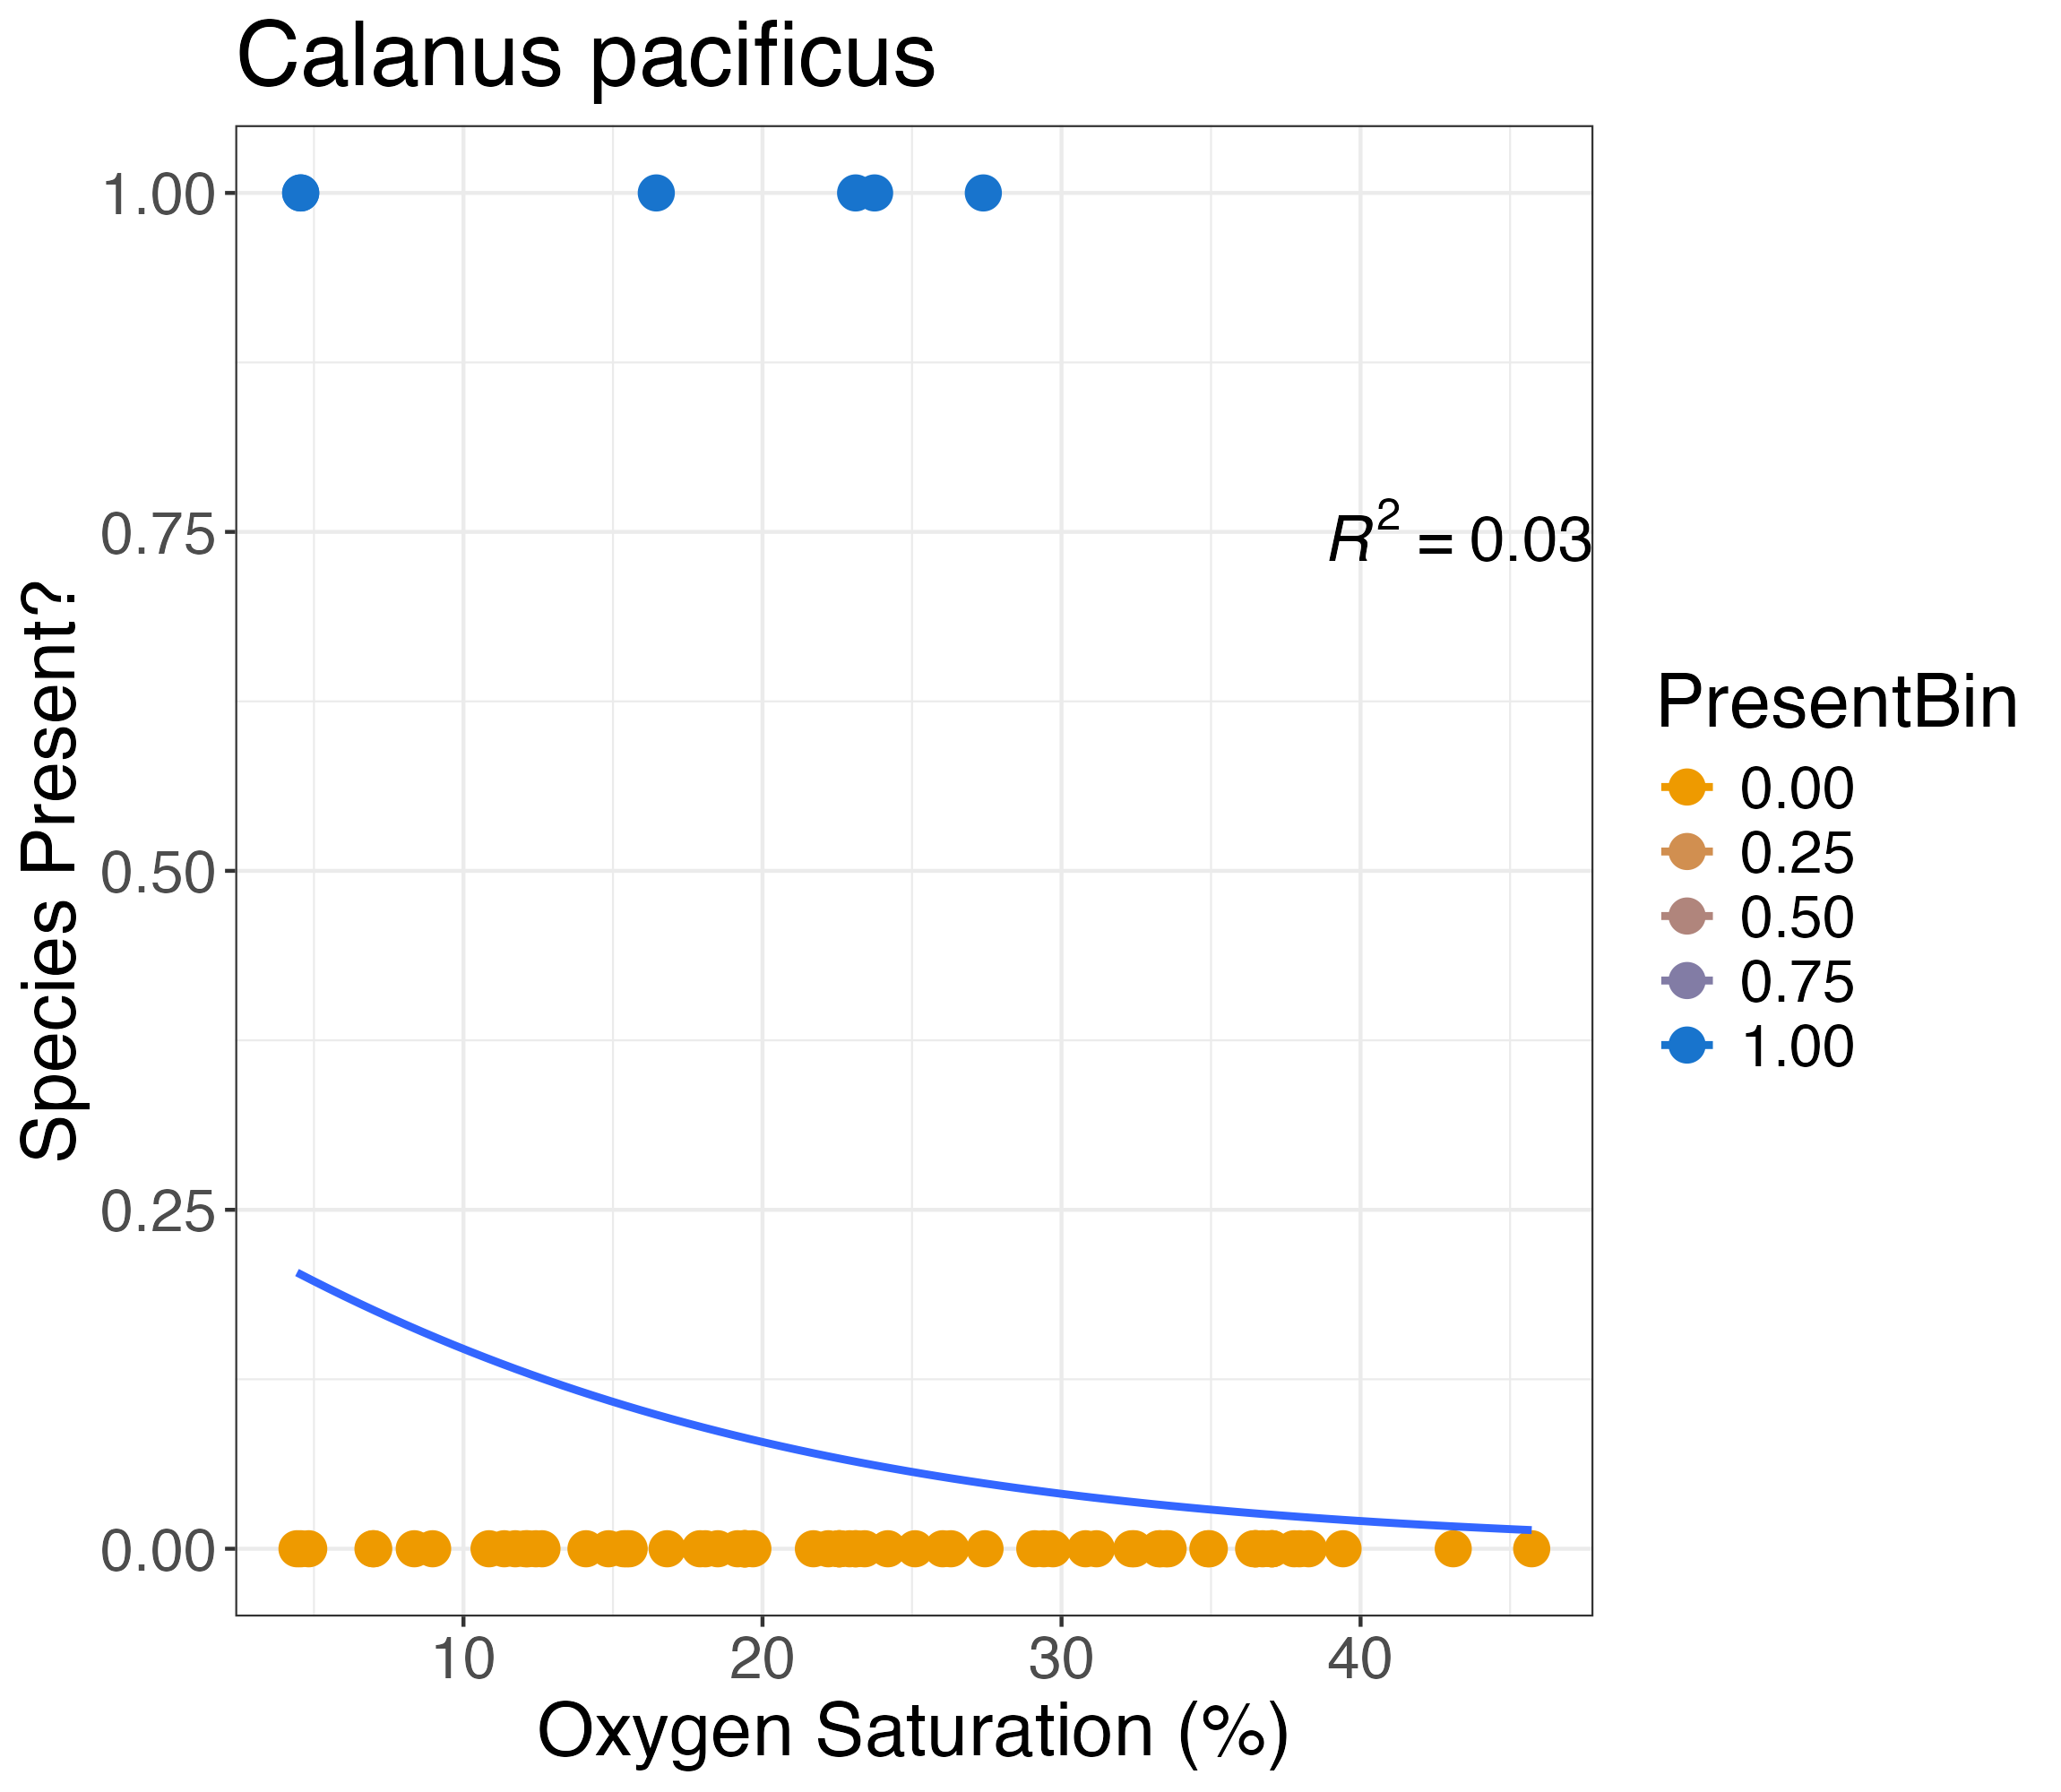 Calanus pacificus
1.00
0.75
0.50
0.25
0.00
Species Present?
R² = 0.03
10 20 30 40
Oxygen Saturation (%)
PresentBin
0.00
0.25
0.50
0.75
1.00